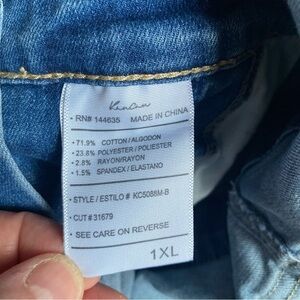 KanCan
• RN# 144635 MADE IN CHINA
• 71.9% COTTON/ALGODON
• 23.8% POLYESTER / POLIESTER
• 2.8% RAYON/RAYON
• 1.5% SPANDEX / ELASTANO
• STYLE / ESTILO # KC5088M-B
• CUT # 31679
• SEE CARE ON REVERSE
1XL